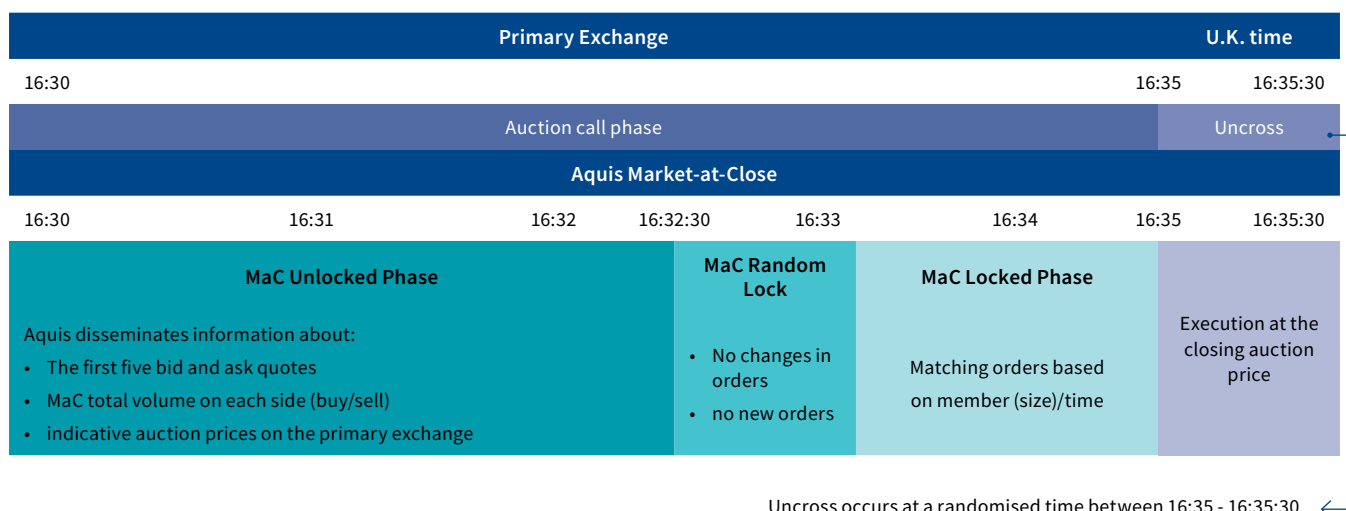 Primary Exchange U.K. time
16:30 16:35 16:35:30
Auction call phase Uncross
Aquis Market-at-Close
16:30 16:31 16:32 16:32:30 16:33 16:34 16:35 16:35:30
MaC Unlocked Phase
Aquis disseminates information about:
• The first five bid and ask quotes
• MaC total volume on each side (buy/sell)
• indicative auction prices on the primary exchange
MaC Random
Lock
• No changes in
orders
• no new orders
MaC Locked Phase
Matching orders based
on member (size)/time
Execution at the
closing auction
price
Uncross occurs at a randomised time between 16:35 - 16:35:30